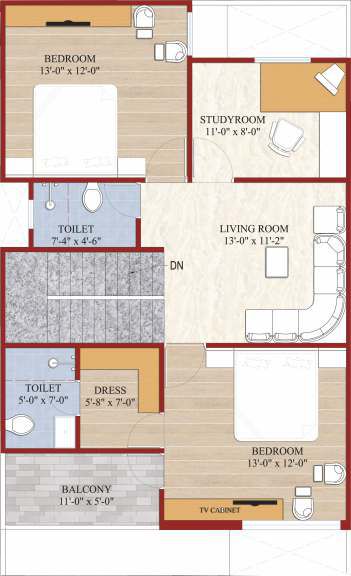 BEDROOM
13'-0" x 12'-0"
STUDYROOM
11'-0" x 8'-0"
TOILET
7'-4" x 4'-6"
LIVING ROOM
13'-0" x 11'-2"
DN
TOILET
5'-0" x 7'-0"
DRESS
5'-8" x 7'-0"
BEDROOM
13'-0" x 12'-0"
BALCONY
11'-0" x 5'-0"
TV CABINET